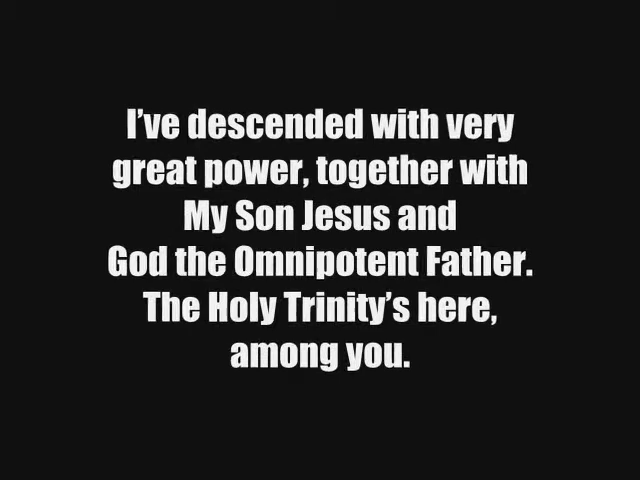 I've descended with very
great power, together with
My Son Jesus and
God the Omnipotent Father.
The Holy Trinity's here,
among you.